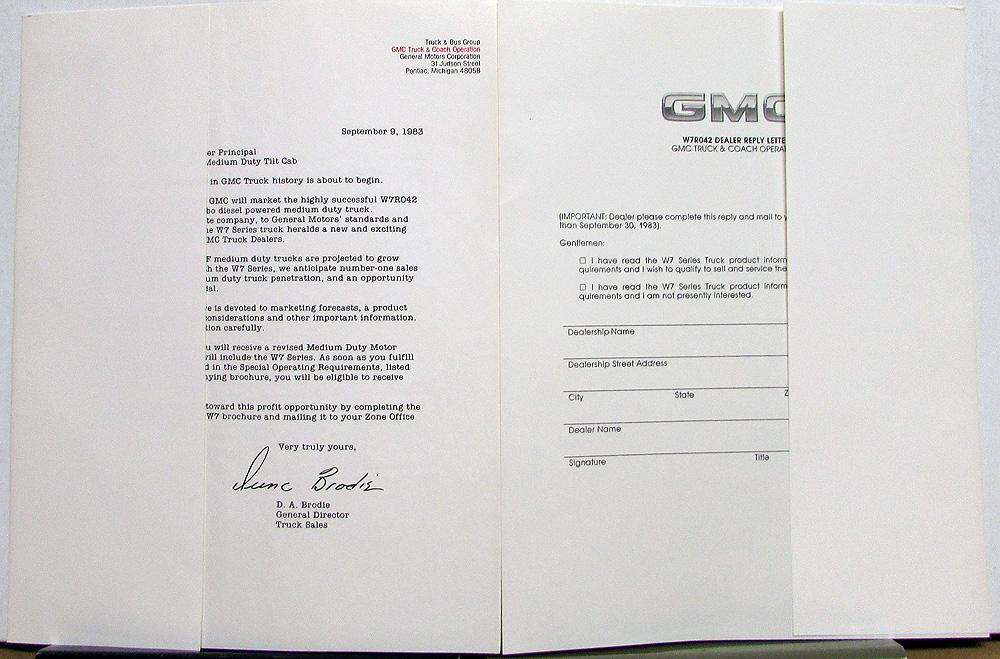 Truck & Bus Group
GMC Truck & Coach Operation
General Motors Corporation
31 Judson Street
Pontiac, Michigan 48058
September 9, 1983
er Principal
Medium Duty Tilt Cab
in GMC Truck history is about to begin.
GMC will market the highly successful W7R042
bo diesel powered medium duty truck.
te company, to General Motors' standards and
e W7 Series truck heralds a new and exciting
MC Truck Dealers.
F medium duty trucks are projected to grow
h the W7 Series, we anticipate number-one sales
um duty truck penetration, and an opportunity
ial.
e is devoted to marketing forecasts, a product
onsiderations and other important information.
tion carefully.
u will receive a revised Medium Duty Motor
will include the W7 Series. As soon as you fulfill
d in the Special Operating Requirements, listed
ying brochure, you will be eligible to receive
toward this profit opportunity by completing the
W7 brochure and mailing it to your Zone Office
Very truly yours,
D. A. Brodie
General Director
Truck Sales
GMC
W7R042 DEALER REPLY LETTE
GMC TRUCK & COACH OPERA
(IMPORTANT: Dealer please complete this reply and mail to y
than September 30, 1983).
Gentlemen:
☐ I have read the W7 Series Truck product inform
quirements and I wish to qualify to sell and service the
☐ I have read the W7 Series Truck product inform
quirements and I am not presently interested.
Dealership Name
Dealership Street Address
City State Z
Dealer Name
Signature Title